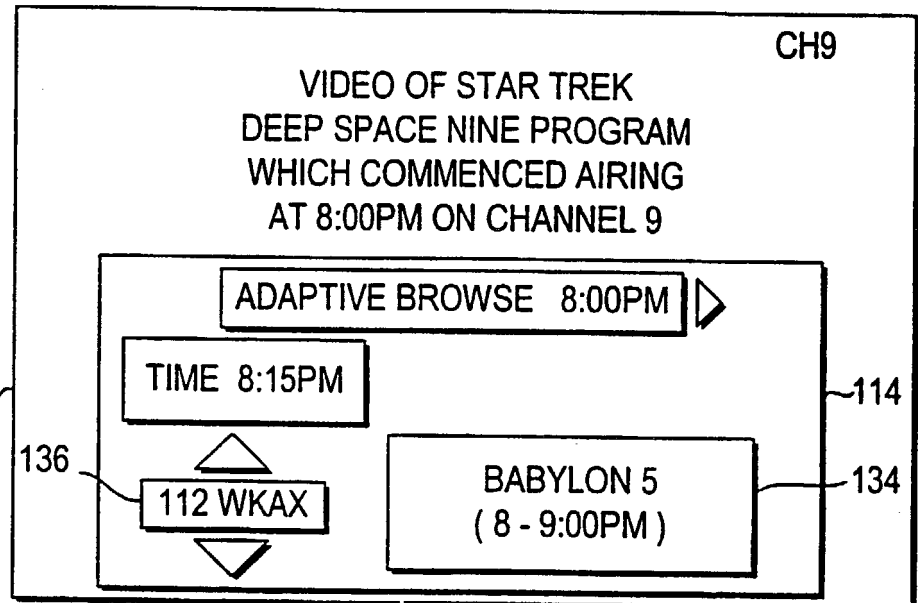 CH9
VIDEO OF STAR TREK
DEEP SPACE NINE PROGRAM
WHICH COMMENCED AIRING
AT 8:00PM ON CHANNEL 9
ADAPTIVE BROWSE 8:00PM
TIME 8:15PM
114
136
112 WKAX
BABYLON 5
( 8 - 9:00PM )
134